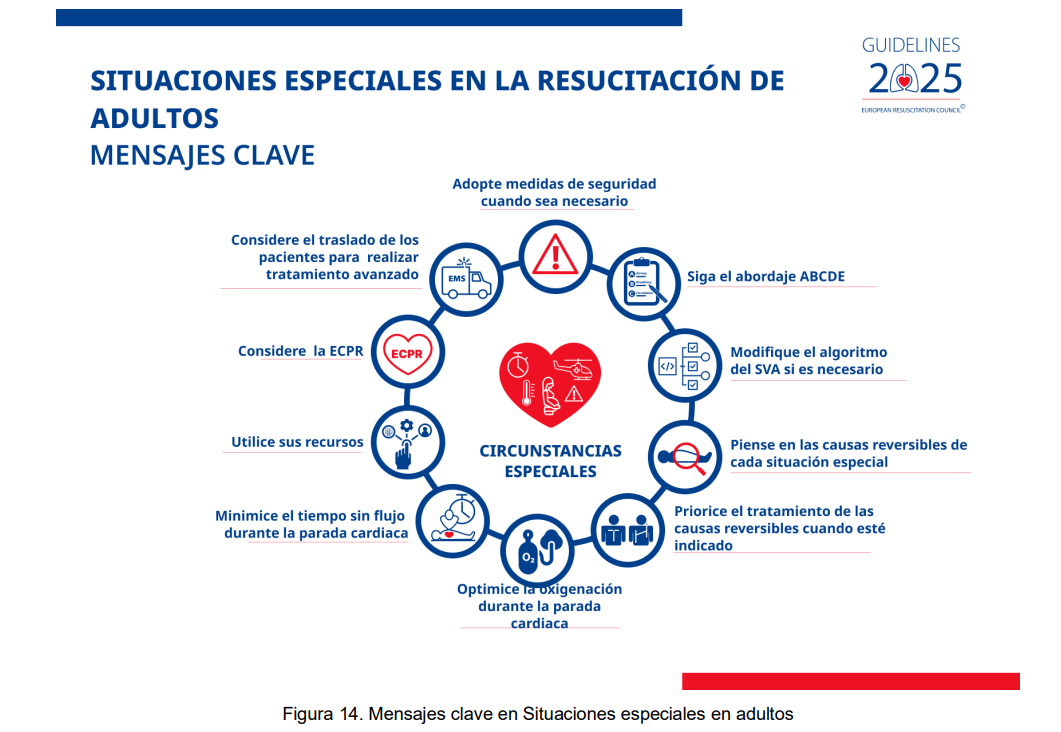 GUIDELINES
2025
EUROPEAN RESUSCITATION COUNCIL©
SITUACIONES ESPECIALES EN LA RESUCITACIÓN DE
ADULTOS
MENSAJES CLAVE
Adopte medidas de seguridad
cuando sea necesario
Siga el abordaje ABCDE
Modifique el algoritmo
del SVA si es necesario
Piense en las causas reversibles de
cada situación especial
Priorice el tratamiento de las
causas reversibles cuando esté
indicado
Optimice la oxigenación
durante la parada
cardiaca
Minimice el tiempo sin flujo
durante la parada cardiaca
Utilice sus recursos
Considere la ECPR
Considere el traslado de los
pacientes para realizar
tratamiento avanzado
EMS
ECPR
A
B
C
</>
O₂
CIRCUNSTANCIAS
ESPECIALES
Figura 14. Mensajes clave en Situaciones especiales en adultos